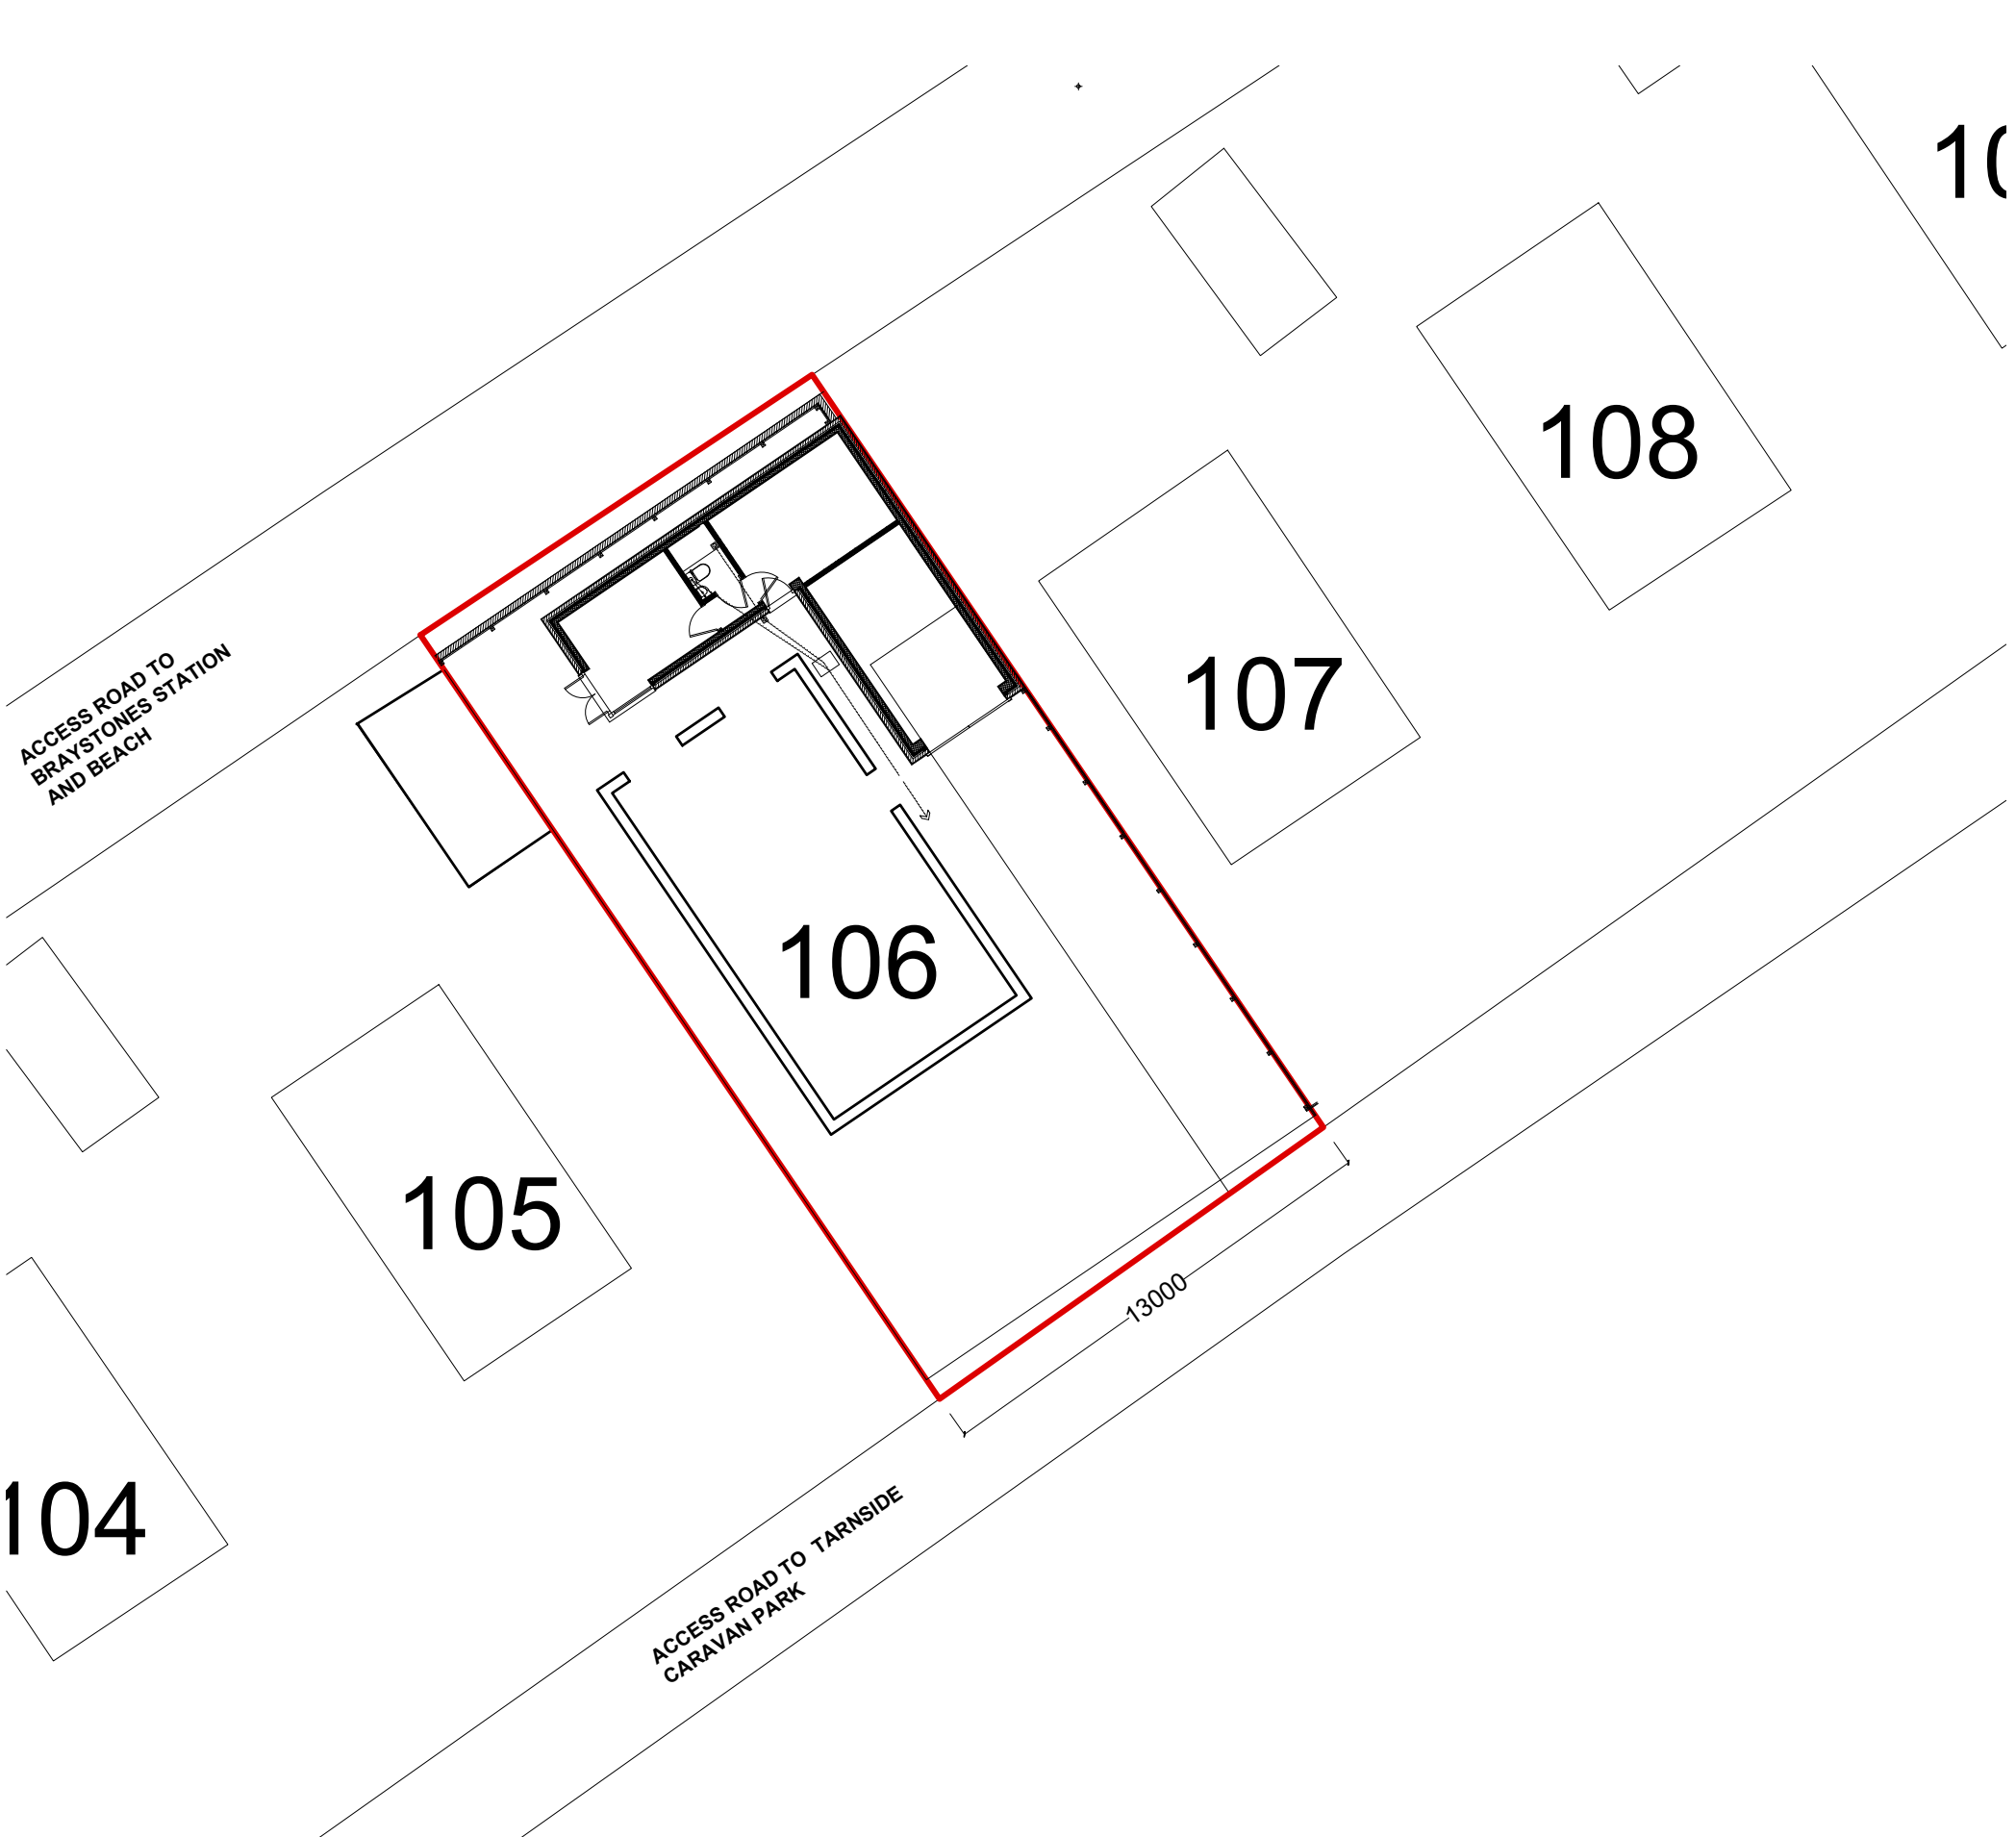 10
108
107
ACCESS ROAD TO
BRAYSTONES STATION
AND BEACH
106
105
13000
104
ACCESS ROAD TO TARNSIDE
CARAVAN PARK